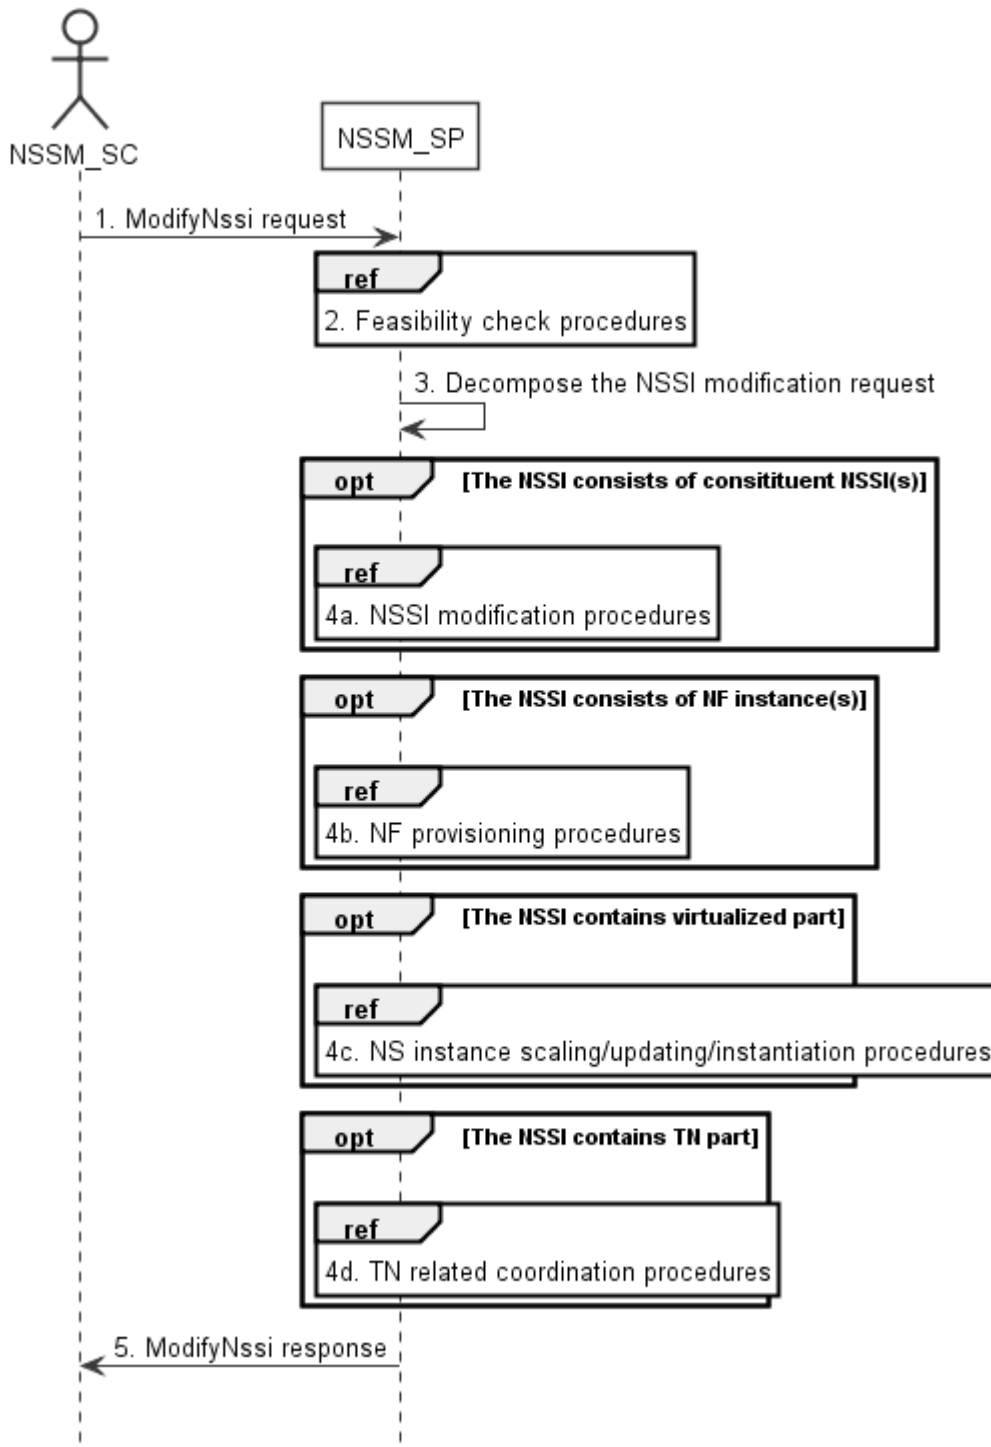 NSSM_SC
NSSM_SP
1. ModifyNssi request
ref
2. Feasibility check procedures
3. Decompose the NSSI modification request
opt
[The NSSI consists of consitituent NSSI(s)]
ref
4a. NSSI modification procedures
opt
[The NSSI consists of NF instance(s)]
ref
4b. NF provisioning procedures
opt
[The NSSI contains virtualized part]
ref
4c. NS instance scaling/updating/instantiation procedures
opt
[The NSSI contains TN part]
ref
4d. TN related coordination procedures
5. ModifyNssi response